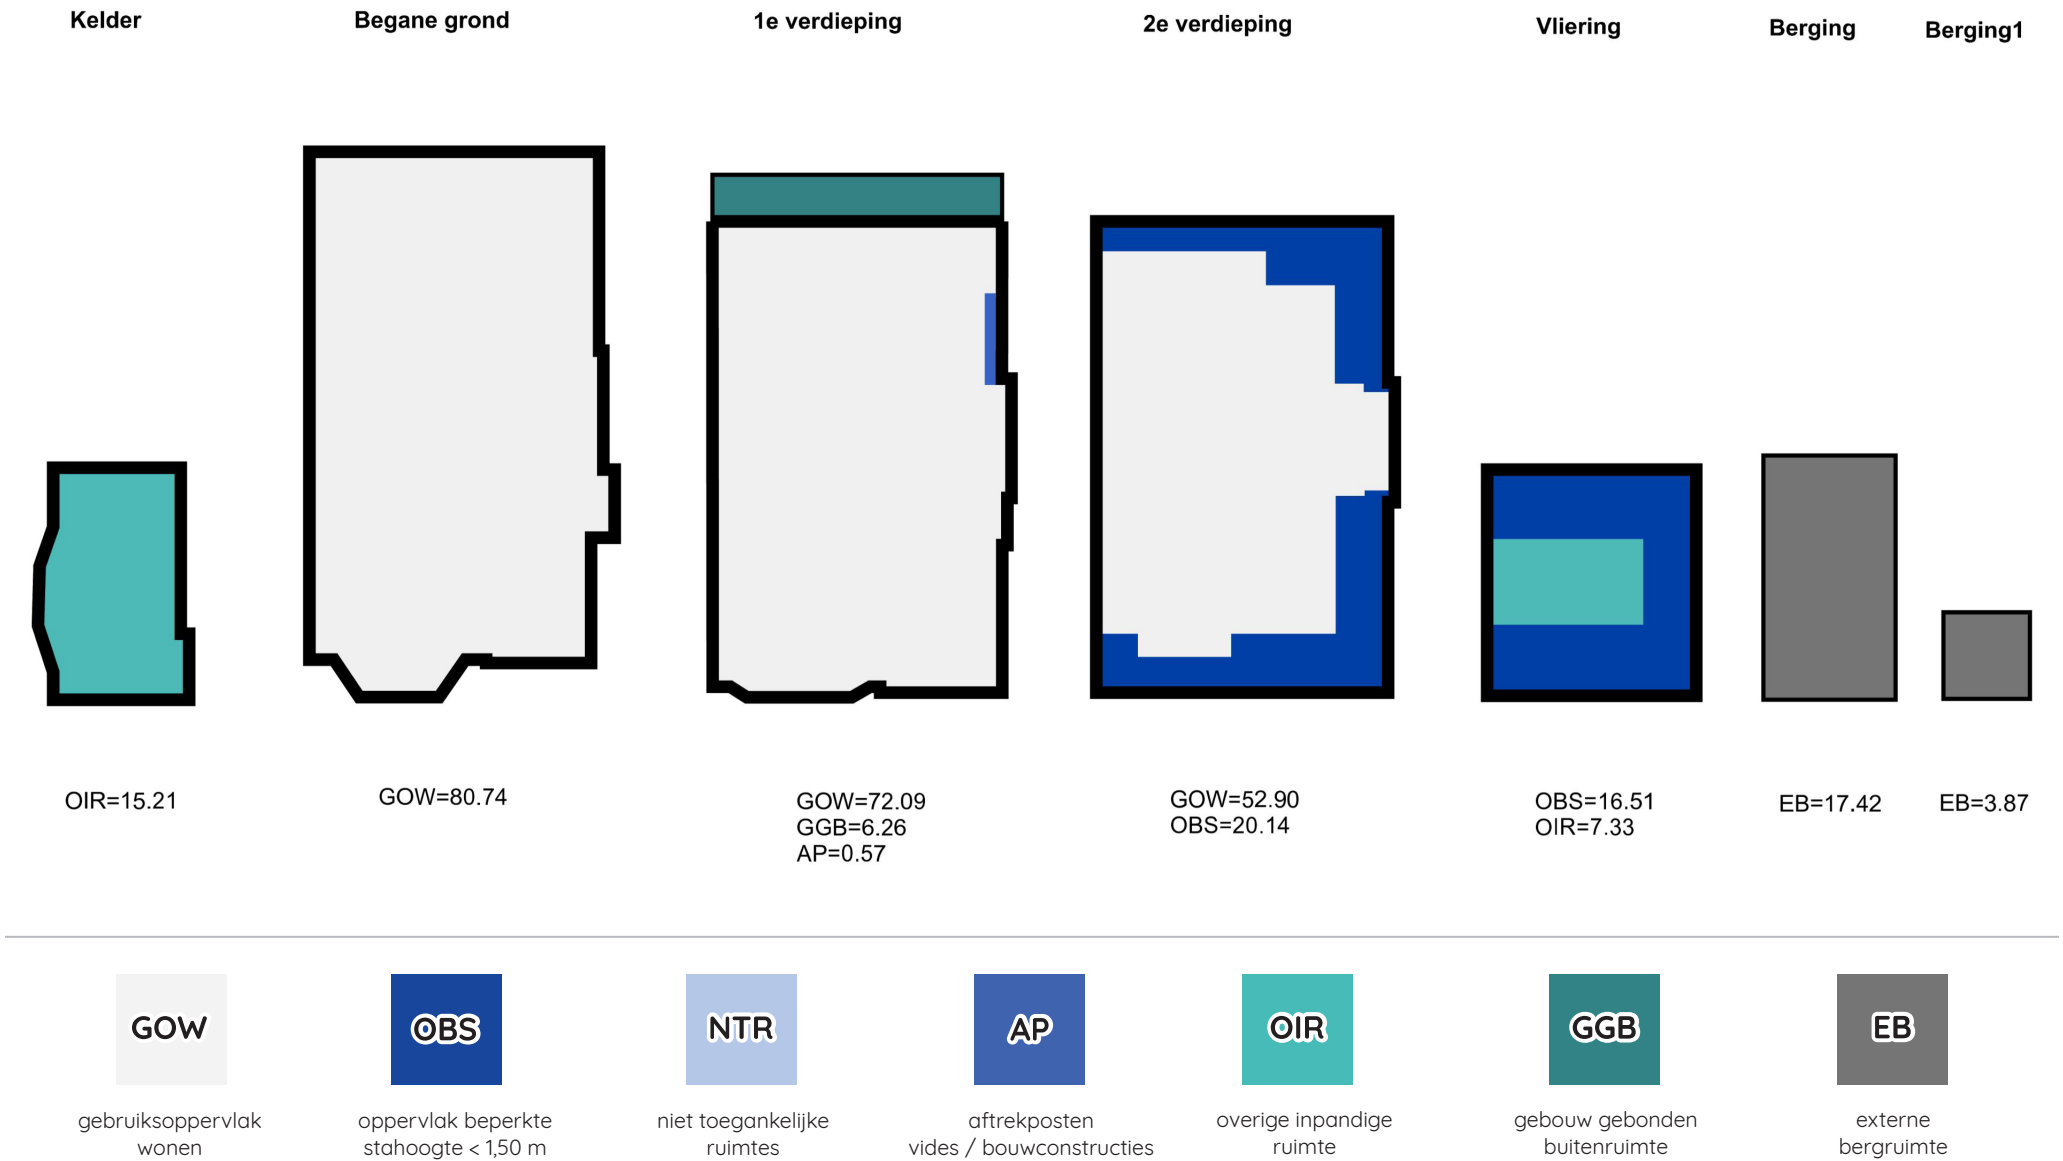 Kelder
Begane grond
1e verdieping
2e verdieping
Vliering
Berging
Berging1
OIR=15.21
GOW=80.74
GOW=72.09
GGB=6.26
AP=0.57
GOW=52.90
OBS=20.14
OBS=16.51
OIR=7.33
EB=17.42
EB=3.87
GOW
gebruiksoppervlak
wonen
OBS
oppervlak beperkte
stahoogte < 1,50 m
NTR
niet toegankelijke
ruimtes
AP
aftrekposten
vides / bouwconstructies
OIR
overige inpandige
ruimte
GGB
gebouw gebonden
buitenruimte
EB
externe
bergruimte